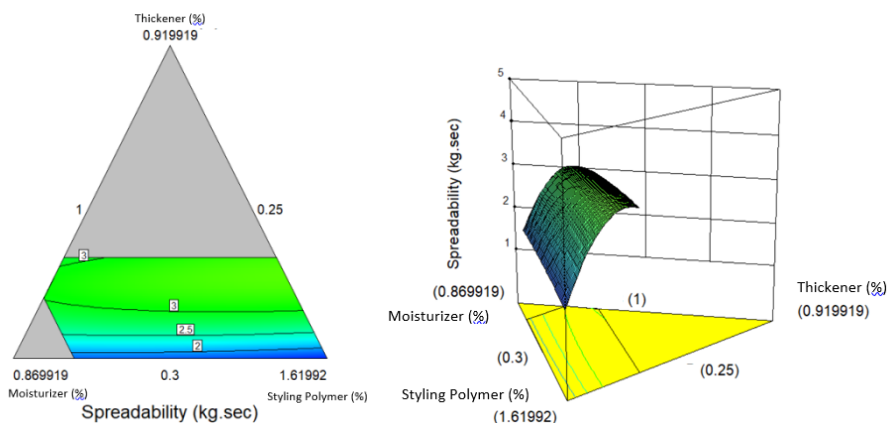 Thickener (%)
0.919919
1
0.25
3
3
2.5
2
0.869919
0.3
1.61992
Moisturizer (%)
Styling Polymer (%)
Spreadability (kg.sec)
5
4
3
2
1
Spreadability (kg.sec)
(0.869919)
Moisturizer (%)
(0.3)
Styling Polymer (%)
(1.61992)
(1)
(0.25)
Thickener (%)
(0.919919)